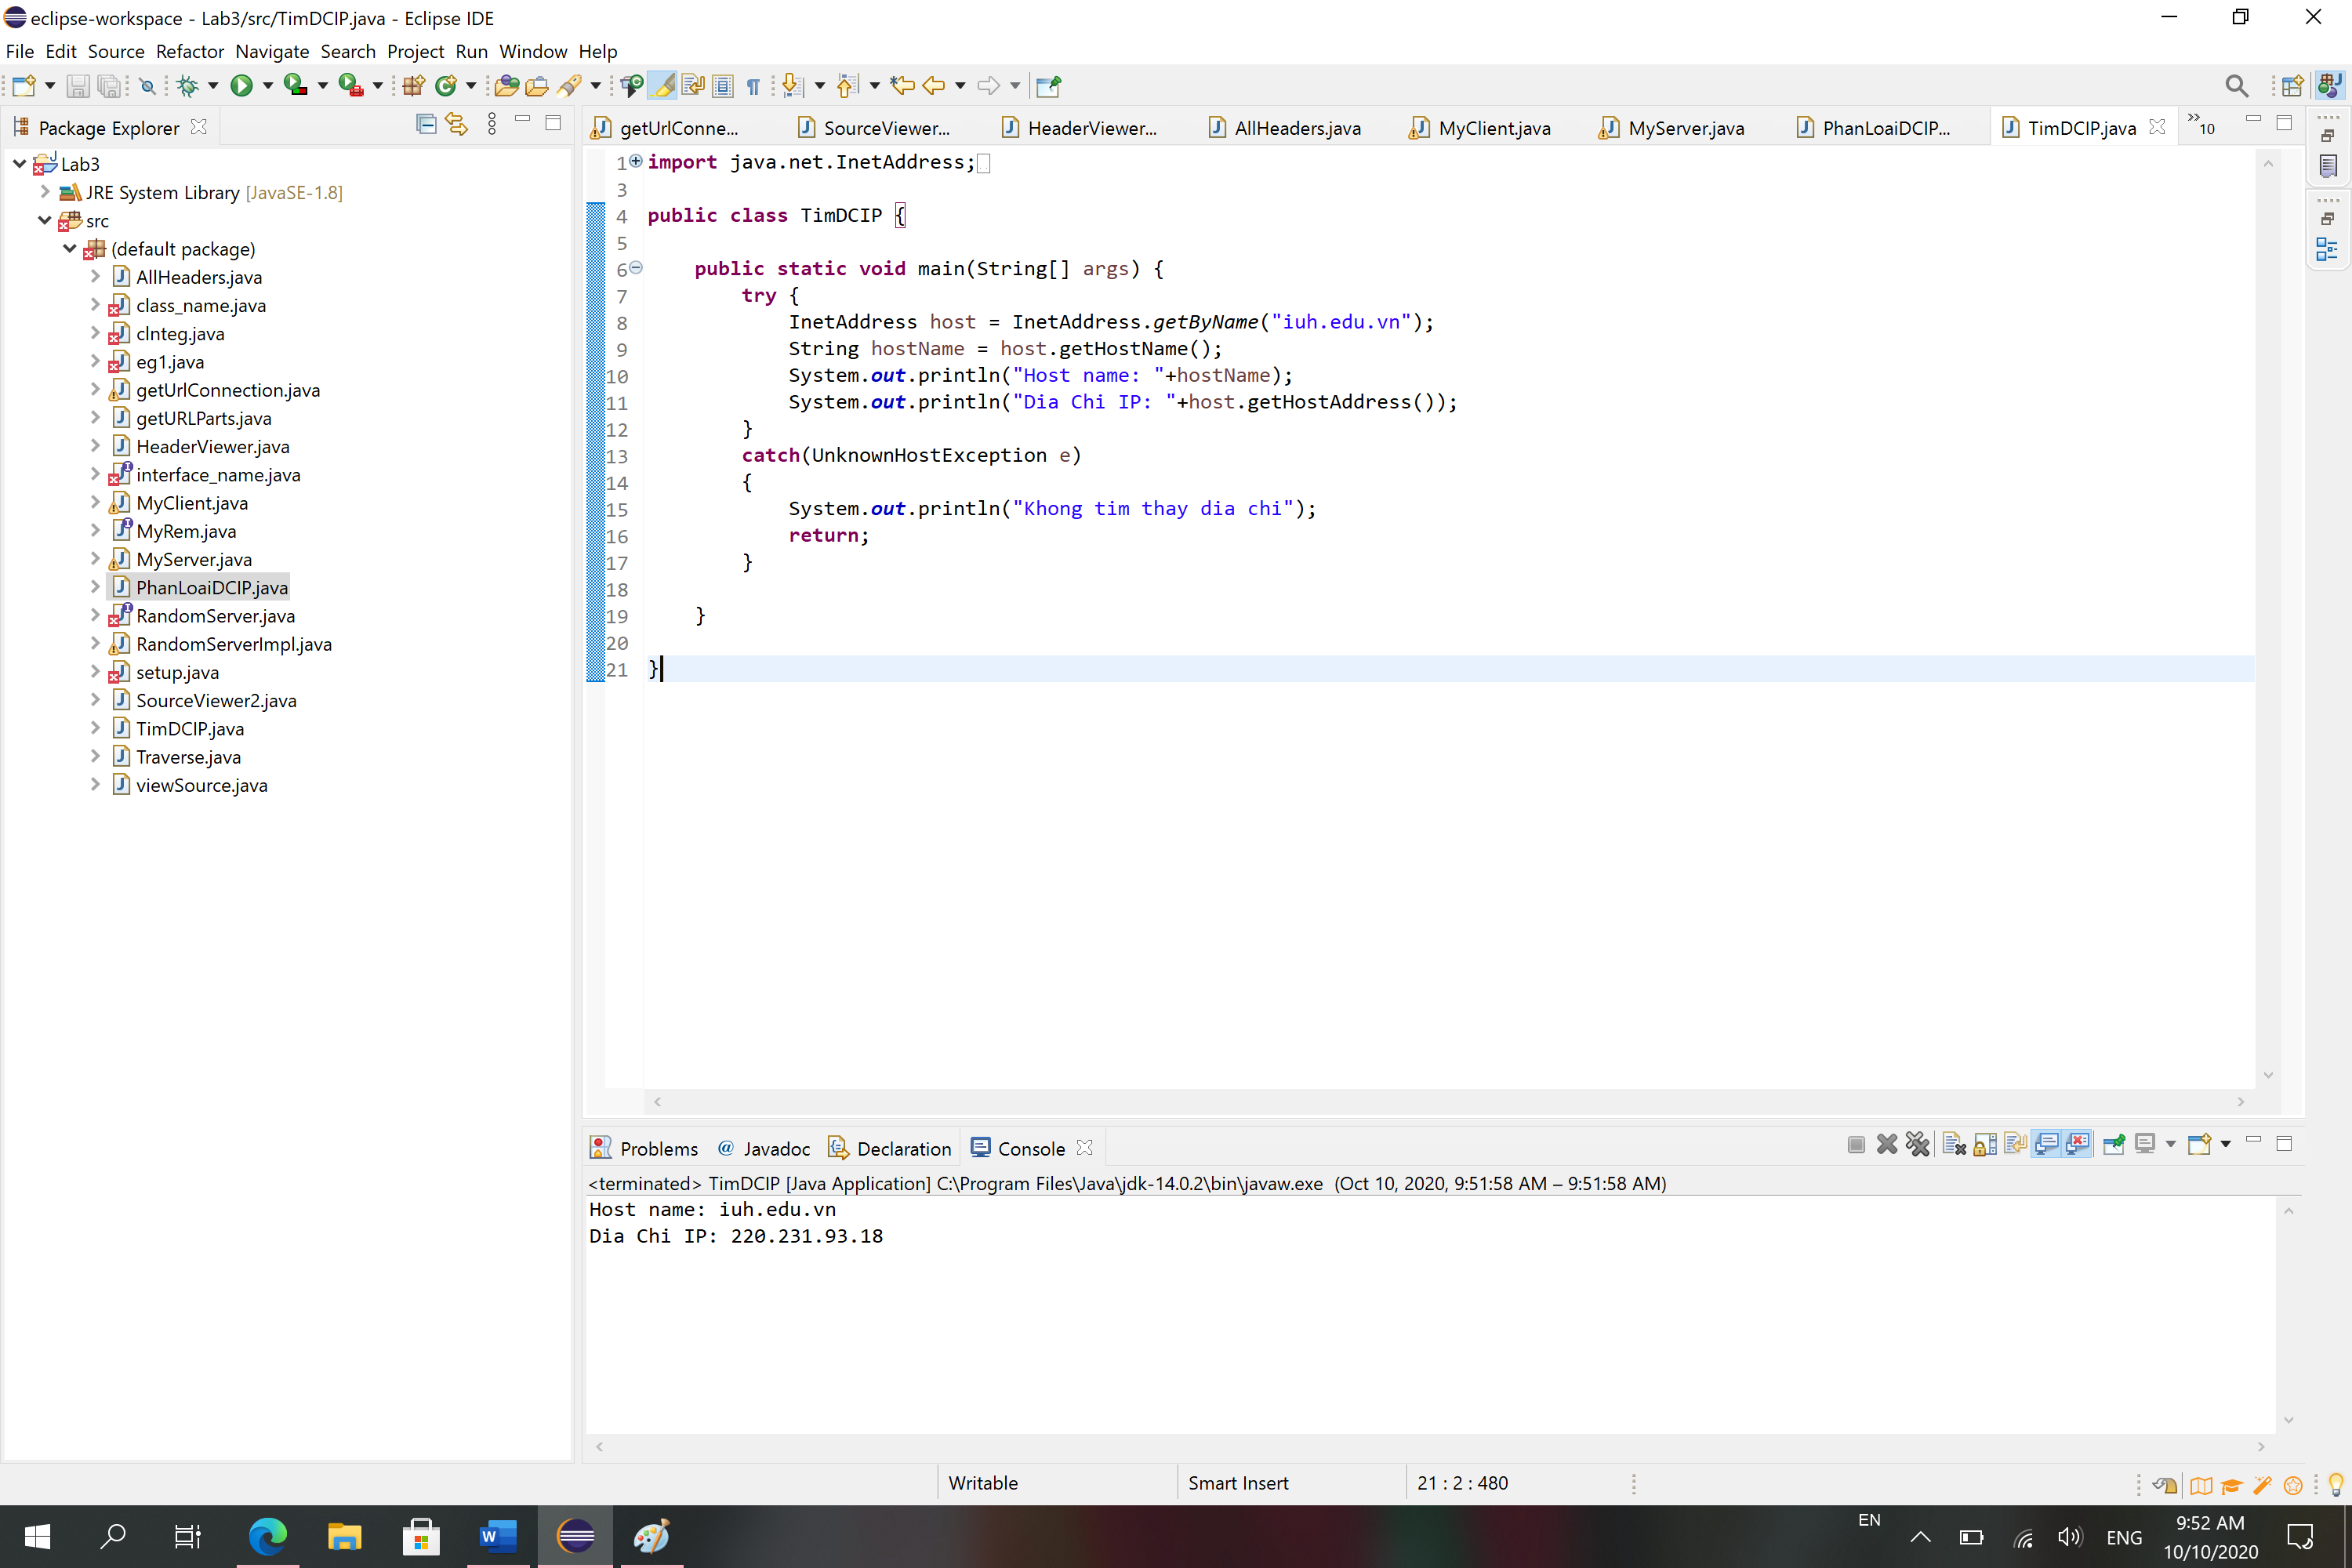 eclipse-workspace - Lab3/src/TimDCIP.java - Eclipse IDE
File Edit Source Refactor Navigate Search Project Run Window Help
Package Explorer
getUrlConne...
SourceViewer...
HeaderViewer...
AllHeaders.java
MyClient.java
MyServer.java
PhanLoaiDCIP...
TimDCIP.java
»10
Lab3
JRE System Library [JavaSE-1.8]
src
(default package)
AllHeaders.java
class_name.java
clnteg.java
eg1.java
getUrlConnection.java
getURLParts.java
HeaderViewer.java
interface_name.java
MyClient.java
MyRem.java
MyServer.java
PhanLoaiDCIP.java
RandomServer.java
RandomServerImpl.java
setup.java
SourceViewer2.java
TimDCIP.java
Traverse.java
viewSource.java
1 import java.net.InetAddress;
3
4 public class TimDCIP {
5
6 public static void main(String[] args) {
7 try {
8 InetAddress host = InetAddress.getByName("iuh.edu.vn");
9 String hostName = host.getHostName();
10 System.out.println("Host name: "+hostName);
11 System.out.println("Dia Chi IP: "+host.getHostAddress());
12 }
13 catch(UnknownHostException e)
14 {
15 System.out.println("Khong tim thay dia chi");
16 return;
17 }
18
19 }
20
21 }
Problems @ Javadoc Declaration Console
<terminated> TimDCIP [Java Application] C:\Program Files\Java\jdk-14.0.2\bin\javaw.exe (Oct 10, 2020, 9:51:58 AM – 9:51:58 AM)
Host name: iuh.edu.vn
Dia Chi IP: 220.231.93.18
Writable Smart Insert 21 : 2 : 480
EN
ENG
9:52 AM
10/10/2020